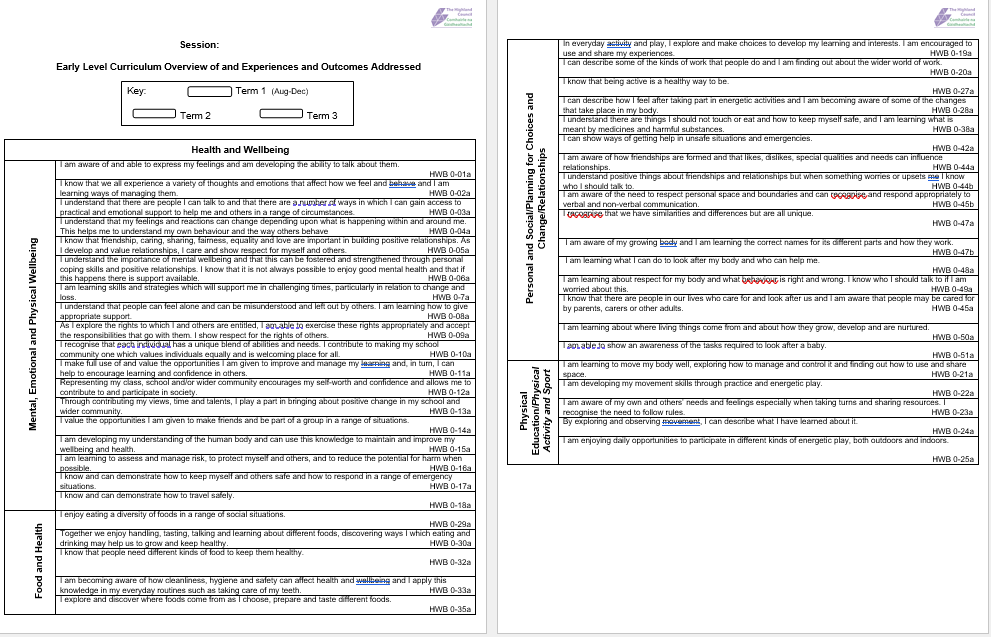 The Highland
Council
Comhairle na
Gàidhealtachd
Session:
Early Level Curriculum Overview of and Experiences and Outcomes Addressed
Key: Term 1 (Aug-Dec)
Term 2 Term 3
Health and Wellbeing
Mental, Emotional and Physical Wellbeing
I am aware of and able to express my feelings and am developing the ability to talk about them.
HWB 0-01a
I know that we all experience a variety of thoughts and emotions that affect how we feel and behave and I am
learning ways of managing them. HWB 0-02a
I understand that there are people I can talk to and that there are a number of ways in which I can gain access to
practical and emotional support to help me and others in a range of circumstances. HWB 0-03a
I understand that my feelings and reactions can change depending upon what is happening within and around me.
This helps me to understand my own behaviour and the way others behave HWB 0-04a
I know that friendship, caring, sharing, fairness, equality and love are important in building positive relationships. As
I develop and value relationships, I care and show respect for myself and others. HWB 0-05a
I understand the importance of mental wellbeing and that this can be fostered and strengthened through personal
coping skills and positive relationships. I know that it is not always possible to enjoy good mental health and that if
this happens there is support available. HWB 0-06a
I am learning skills and strategies which will support me in challenging times, particularly in relation to change and
loss. HWB 0-7a
I understand that people can feel alone and can be misunderstood and left out by others. I am learning how to give
appropriate support. HWB 0-08a
As I explore the rights to which I and others are entitled, I am able to exercise these rights appropriately and accept
the responsibilities that go with them. I show respect for the rights of others. HWB 0-09a
I recognise that each individual has a unique blend of abilities and needs. I contribute to making my school
community one which values individuals equally and is welcoming place for all. HWB 0-10a
I make full use of and value the opportunities I am given to improve and manage my learning and, in turn, I can
help to encourage learning and confidence in others. HWB 0-11a
Representing my class, school and/or wider community encourages my self-worth and confidence and allows me to
contribute to and participate in society. HWB 0-12a
Through contributing my views, time and talents, I play a part in bringing about positive change in my school and
wider community. HWB 0-13a
I value the opportunities I am given to make friends and be part of a group in a range of situations.
HWB 0-14a
I am developing my understanding of the human body and can use this knowledge to maintain and improve my
wellbeing and health. HWB 0-15a
I am learning to assess and manage risk, to protect myself and others, and to reduce the potential for harm when
possible. HWB 0-16a
I know and can demonstrate how to keep myself and others safe and how to respond in a range of emergency
situations. HWB 0-17a
I know and can demonstrate how to travel safely.
HWB 0-18a
Food and Health
I enjoy eating a diversity of foods in a range of social situations.
HWB 0-29a
Together we enjoy handling, tasting, talking and learning about different foods, discovering ways which eating and
drinking may help us to grow and keep healthy. HWB 0-30a
I know that people need different kinds of food to keep them healthy.
HWB 0-32a
I am becoming aware of how cleanliness, hygiene and safety can affect health and wellbeing and I apply this
knowledge in my everyday routines such as taking care of my teeth. HWB 0-33a
I explore and discover where foods come from as I choose, prepare and taste different foods.
HWB 0-35a
The Highland
Council
Comhairle na
Gàidhealtachd
Personal and Social/Planning for Choices and
Change/Relationships
In everyday activity and play, I explore and make choices to develop my learning and interests. I am encouraged to
use and share my experiences. HWB 0-19a
I can describe some of the kinds of work that people do and I am finding out about the wider world of work.
HWB 0-20a
I know that being active is a healthy way to be.
HWB 0-27a
I can describe how I feel after taking part in energetic activities and I am becoming aware of some of the changes
that take place in my body. HWB 0-28a
I understand there are things I should not touch or eat and how to keep myself safe, and I am learning what is
meant by medicines and harmful substances. HWB 0-38a
I can show ways of getting help in unsafe situations and emergencies.
HWB 0-42a
I am aware of how friendships are formed and that likes, dislikes, special qualities and needs can influence
relationships. HWB 0-44a
I understand positive things about friendships and relationships but when something worries or upsets me I know
who I should talk to. HWB 0-44b
I am aware of the need to respect personal space and boundaries and can recognise and respond appropriately to
verbal and non-verbal communication. HWB 0-45b
I recognise that we have similarities and differences but are all unique.
HWB 0-47a
I am aware of my growing body and I am learning the correct names for its different parts and how they work.
HWB 0-47b
I am learning what I can do to look after my body and who can help me.
HWB 0-48a
I am learning about respect for my body and what behaviour is right and wrong. I know who I should talk to if I am
worried about this. HWB 0-49a
I know that there are people in our lives who care for and look after us and I am aware that people may be cared for
by parents, carers or other adults. HWB 0-45a
I am learning about where living things come from and about how they grow, develop and are nurtured.
HWB 0-50a
I am able to show an awareness of the tasks required to look after a baby.
HWB 0-51a
Physical
Education/Physical
Activity and Sport
I am learning to move my body well, exploring how to manage and control it and finding out how to use and share
space. HWB 0-21a
I am developing my movement skills through practice and energetic play.
HWB 0-22a
I am aware of my own and others' needs and feelings especially when taking turns and sharing resources. I
recognise the need to follow rules. HWB 0-23a
By exploring and observing movement, I can describe what I have learned about it.
HWB 0-24a
I am enjoying daily opportunities to participate in different kinds of energetic play, both outdoors and indoors.
HWB 0-25a